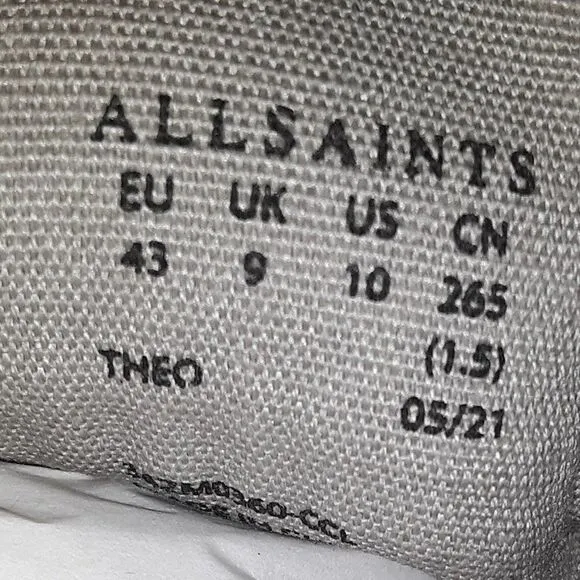 ALLSAINTS
EU UK US CN
43 9 10 265
(1.5)
THEO
05/21